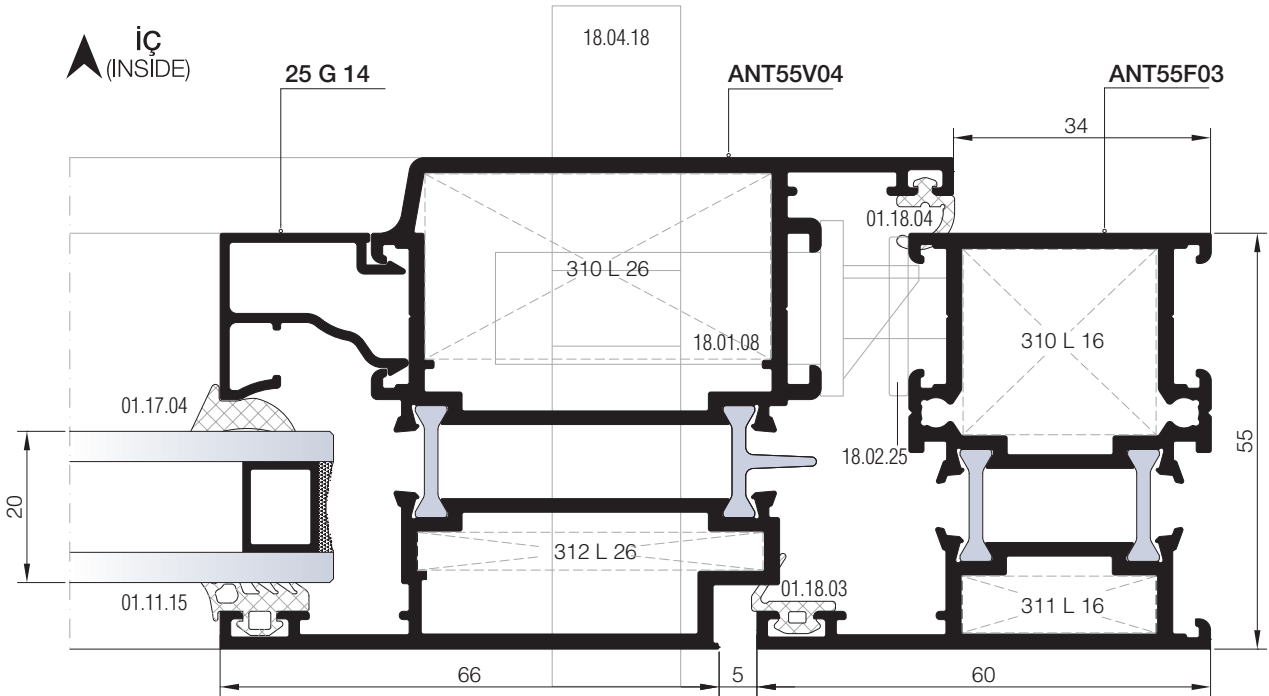 18.04.18
İÇ
(INSIDE)
25 G 14
ANT55V04
ANT55F03
34
01.18.04
310 L 26
18.01.08
310 L 16
01.17.04
18.02.25
55
20
312 L 26
01.18.03
01.11.15
311 L 16
66
5
60